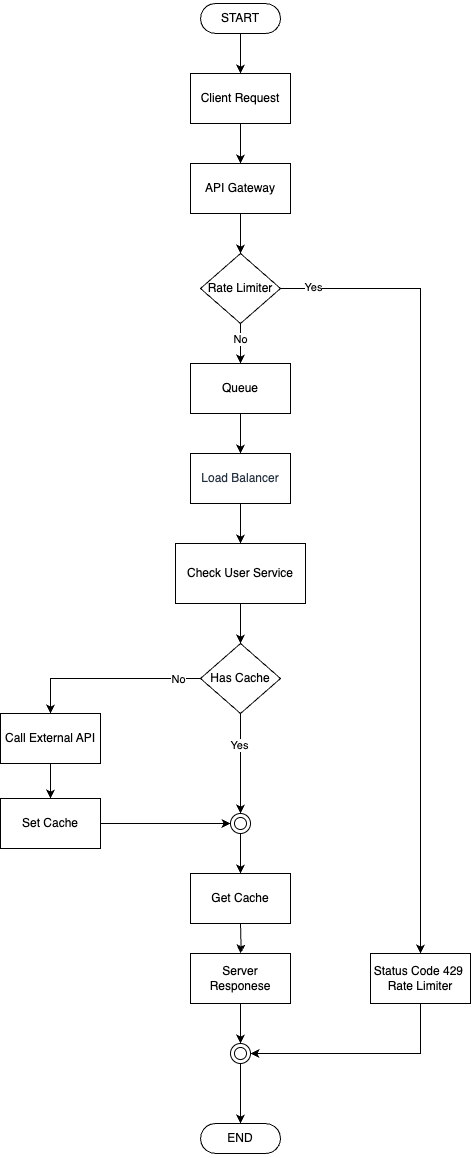 START
Client Request
API Gateway
Rate Limiter
Yes
No
Queue
Load Balancer
Check User Service
Has Cache
No
Call External API
Yes
Set Cache
Get Cache
Server
Responese
Status Code 429
Rate Limiter
END